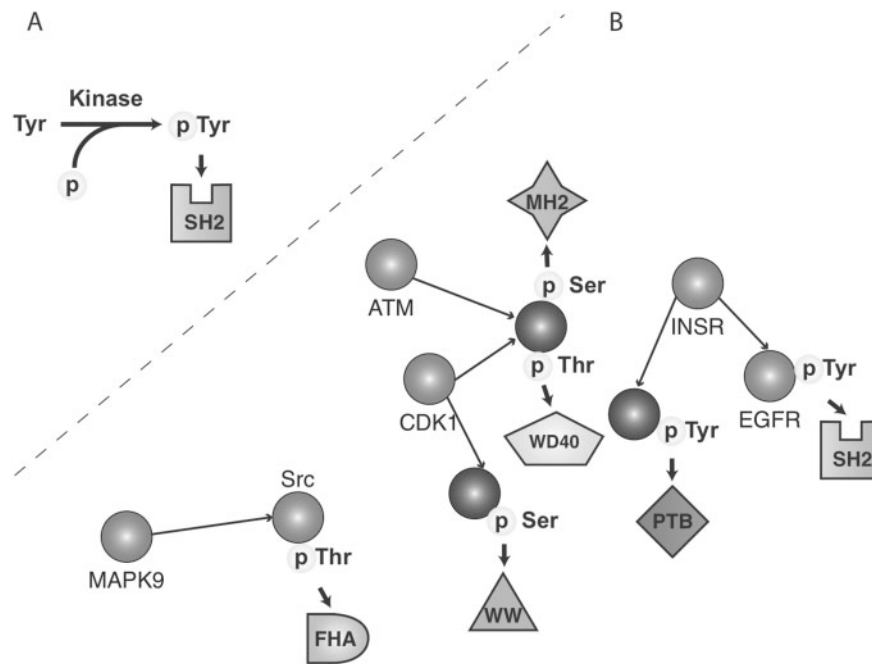 A
B
Kinase
Tyr
p Tyr
p
SH2
MH2
p Ser
ATM
INSR
p Thr
p Tyr
CDK1
EGFR
p Tyr
WD40
SH2
Src
p Ser
PTB
MAPK9
p Thr
WW
FHA